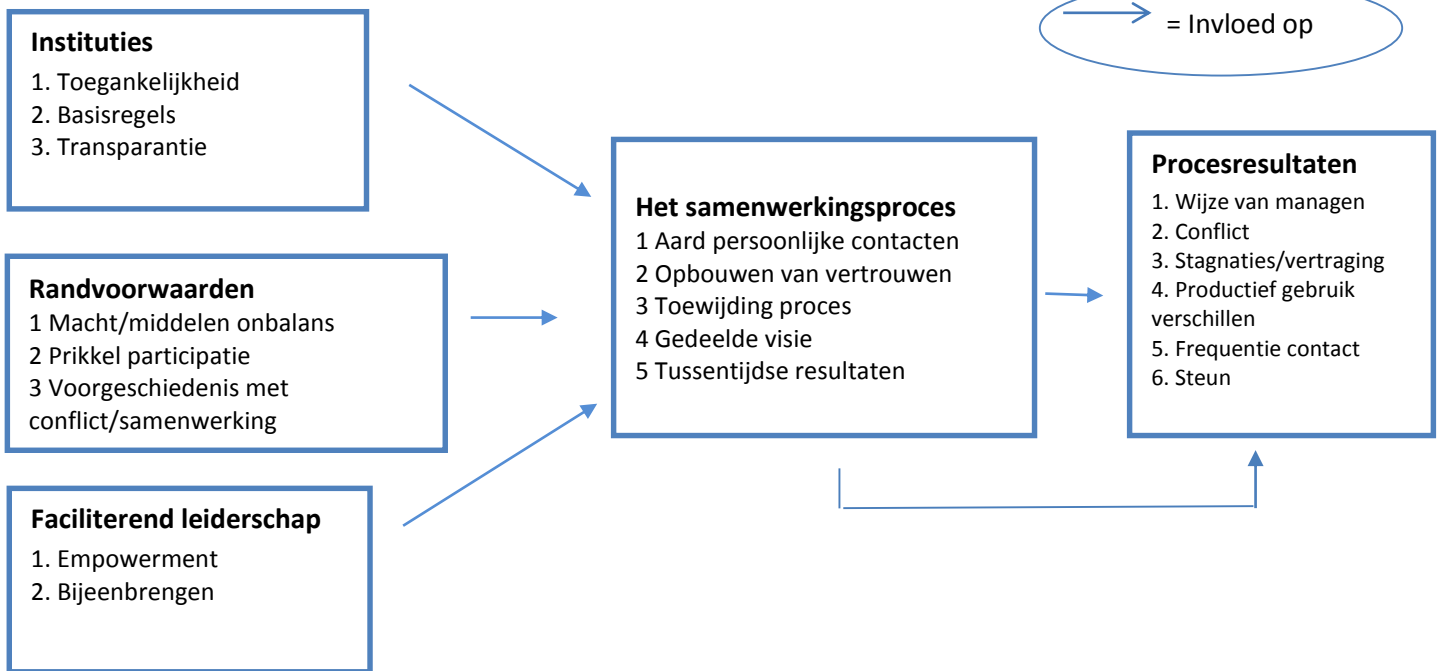 = Invloed op
Instituties
1. Toegankelijkheid
2. Basisregels
3. Transparantie
Randvoorwaarden
1 Macht/middelen onbalans
2 Prikkel participatie
3 Voorgeschiedenis met
conflict/samenwerking
Faciliterend leiderschap
1. Empowerment
2. Bijeenbrengen
Het samenwerkingsproces
1 Aard persoonlijke contacten
2 Opbouwen van vertrouwen
3 Toewijding proces
4 Gedeelde visie
5 Tussentijdse resultaten
Procesresultaten
1. Wijze van managen
2. Conflict
3. Stagnaties/vertraging
4. Productief gebruik
verschillen
5. Frequentie contact
6. Steun